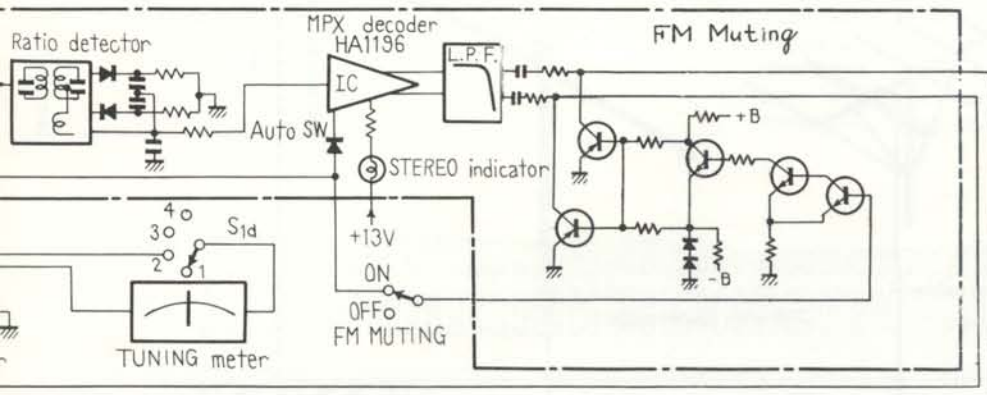 MPX decoder
HA1196
FM Muting
Ratio detector
L.P.F.
IC
+B
Auto SW
STEREO indicator
4
3
2
1
S1d
+13V
ON
-B
OFF
FM MUTING
TUNING meter
r